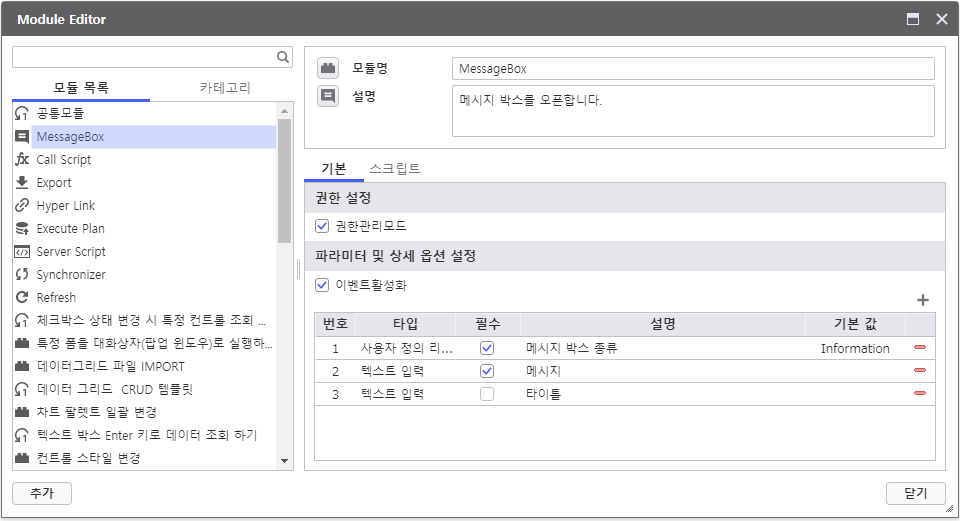 Module Editor
모듈 목록
카테고리
공통모듈
MessageBox
Call Script
Export
Hyper Link
Execute Plan
Server Script
Synchronizer
Refresh
체크박스 상태 변경 시 특정 컨트롤 조회 ...
특정 폼을 대화상자(팝업 윈도우)로 실행하...
데이터그리드 파일 IMPORT
데이터 그리드 CRUD 템플릿
차트 팔렛트 일괄 변경
텍스트 박스 Enter 키로 데이터 조회 하기
컨트롤 스타일 변경
추가
모듈명 MessageBox
설명 메시지 박스를 오픈합니다.
기본 스크립트
권한 설정
권한관리모드
파라미터 및 상세 옵션 설정
이벤트활성화
번호 타입 필수 설명 기본 값
1 사용자 정의 리... 메시지 박스 종류 Information
2 텍스트 입력 메시지
3 텍스트 입력 타이틀
닫기